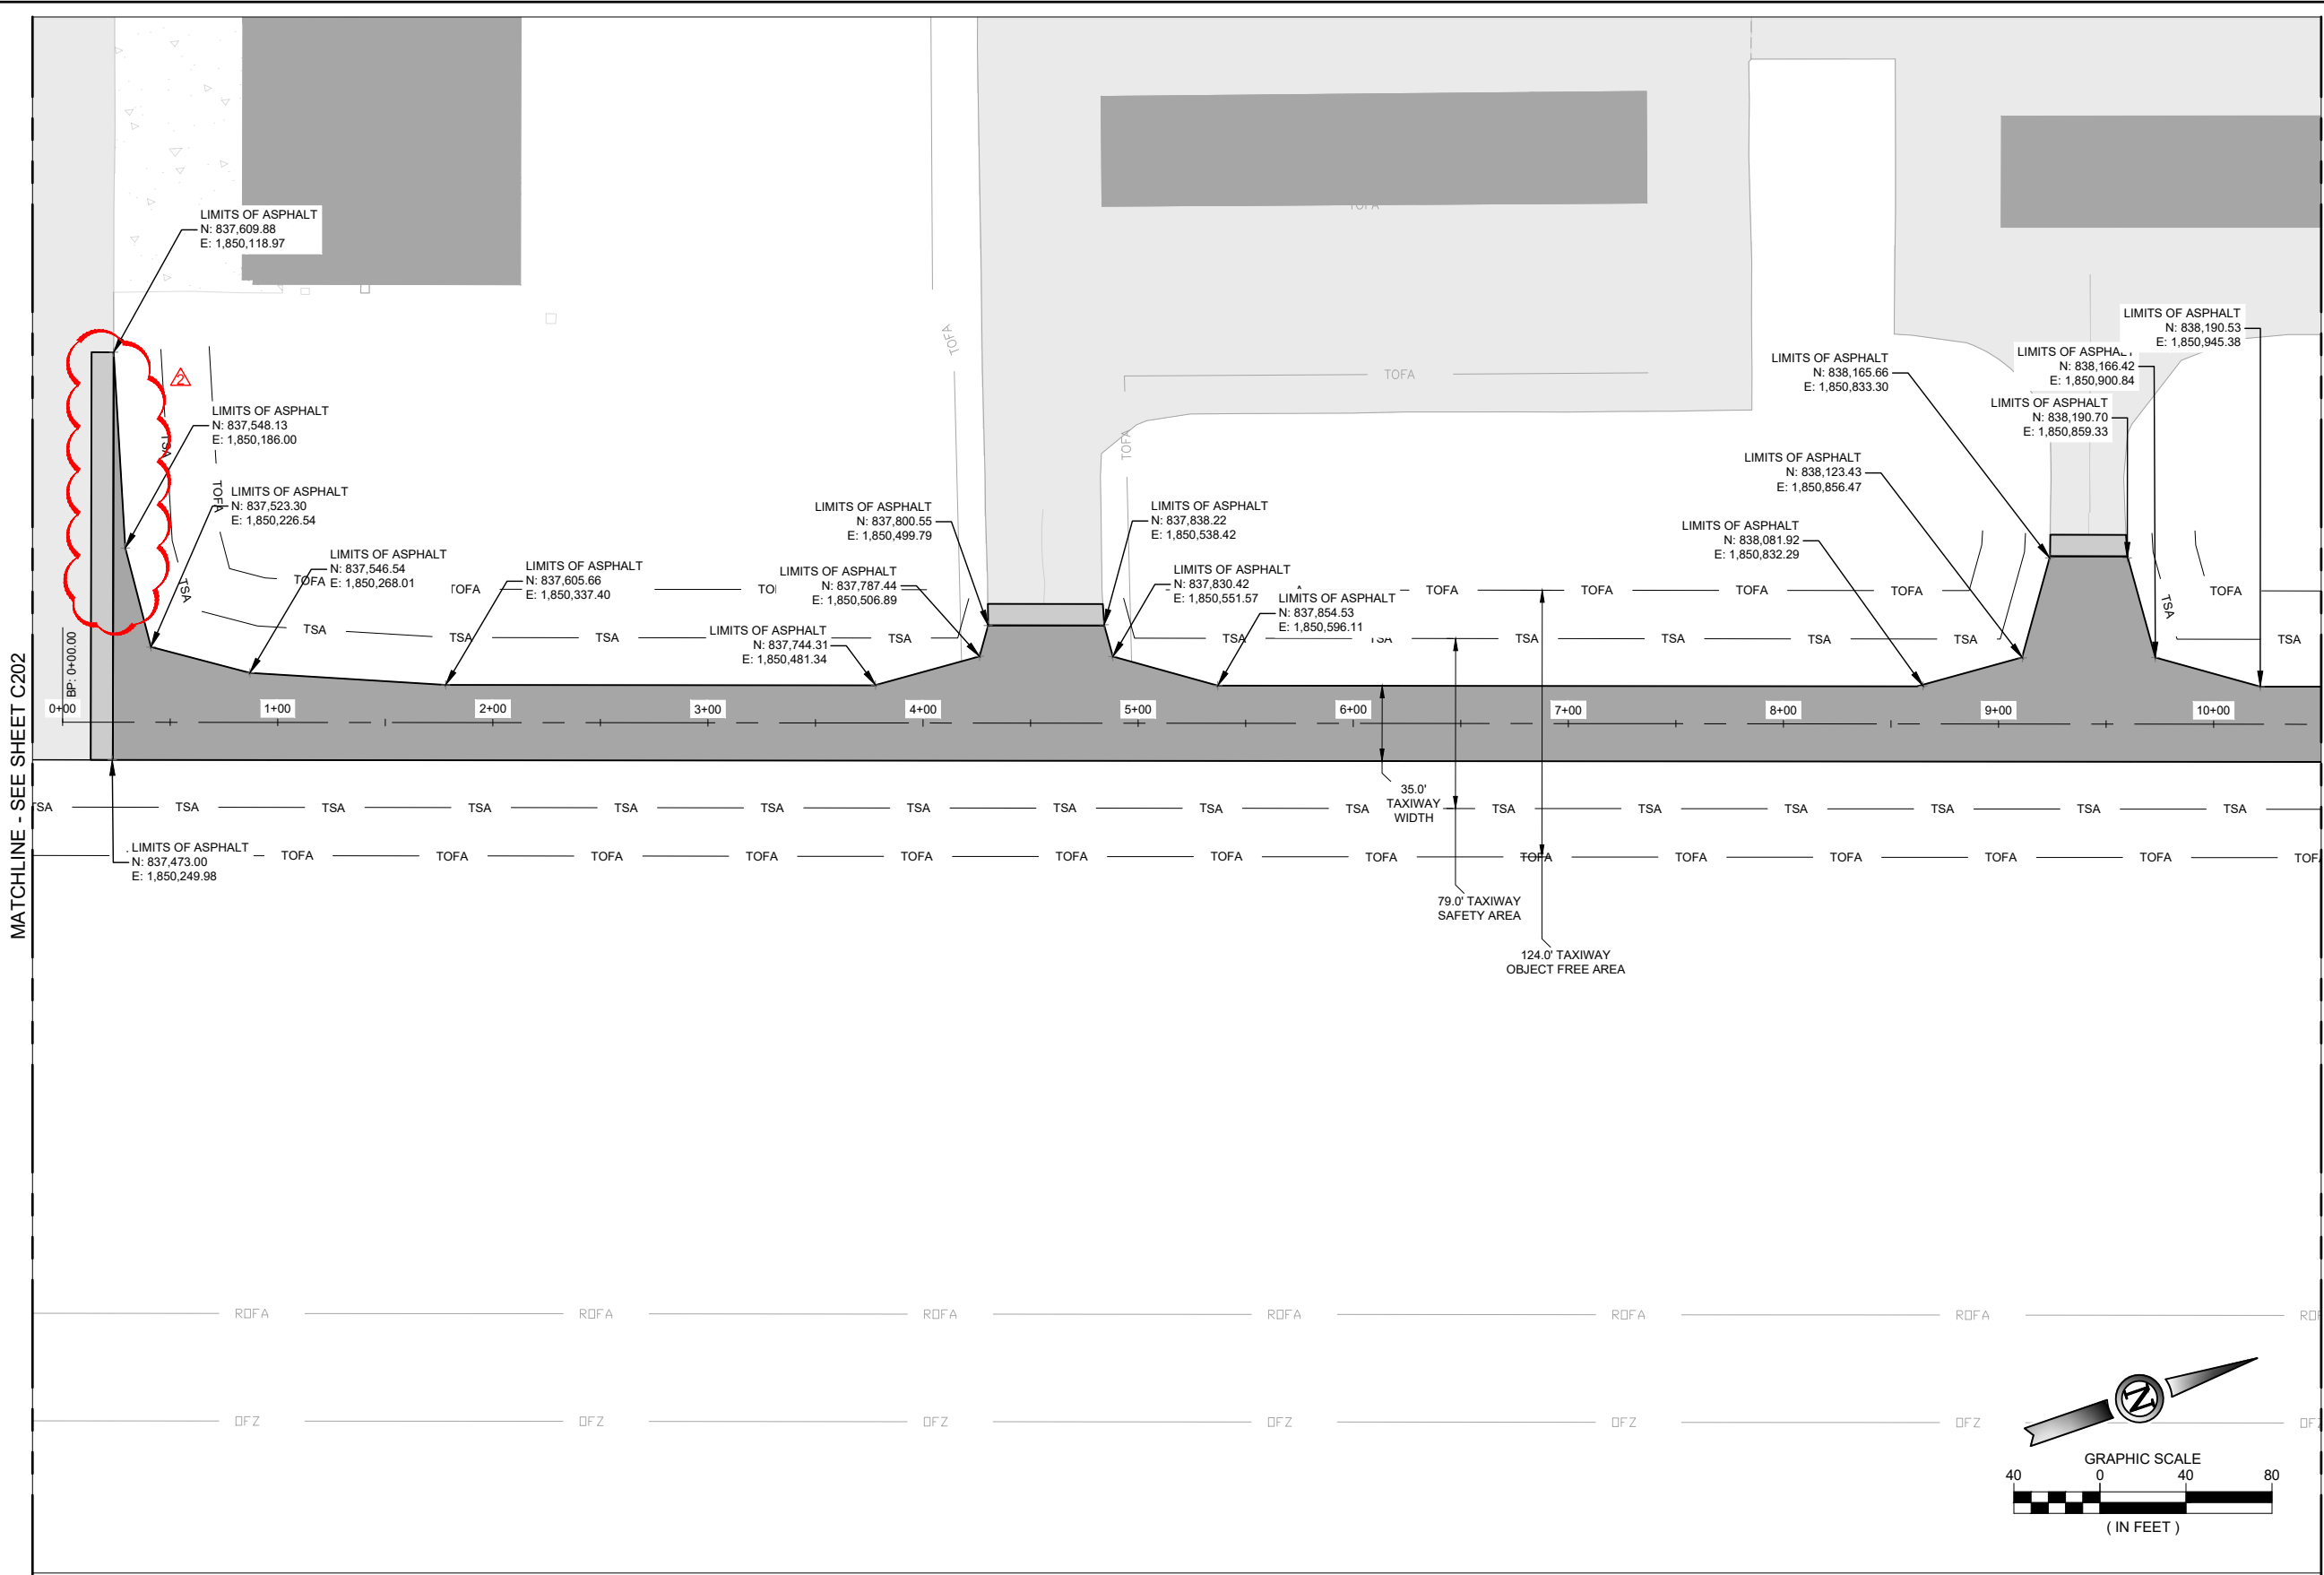 LIMITS OF ASPHALT
N: 837,609.88
E: 1,850,118.97
TOFA
TOFA
2
LIMITS OF ASPHALT
N: 837,548.13
E: 1,850,186.00
TSA
TOFA
LIMITS OF ASPHALT
N: 837,523.30
E: 1,850,226.54
TSA
LIMITS OF ASPHALT
N: 837,546.54
E: 1,850,268.01
TOFA
TSA
TOFA
LIMITS OF ASPHALT
N: 837,605.66
E: 1,850,337.40
TSA
TSA
LIMITS OF ASPHALT
N: 837,744.31
E: 1,850,481.34
LIMITS OF ASPHALT
N: 837,787.44
E: 1,850,506.89
LIMITS OF ASPHALT
N: 837,800.55
E: 1,850,499.79
TSA
TOFA
TOFA
LIMITS OF ASPHALT
N: 837,838.22
E: 1,850,538.42
LIMITS OF ASPHALT
N: 837,830.42
E: 1,850,551.57
LIMITS OF ASPHALT
N: 837,854.53
E: 1,850,596.11
TOFA TOFA TOFA TOFA
TSA TSA TSA TSA TSA TSA
LIMITS OF ASPHALT
N: 838,081.92
E: 1,850,832.29
LIMITS OF ASPHALT
N: 838,123.43
E: 1,850,856.47
LIMITS OF ASPHALT
N: 838,165.66
E: 1,850,833.30
LIMITS OF ASPHALT
N: 838,190.70
E: 1,850,859.33
LIMITS OF ASPHALT
N: 838,166.42
E: 1,850,900.84
LIMITS OF ASPHALT
N: 838,190.53
E: 1,850,945.38
TSA
TOFA
TSA
MATCHLINE - SEE SHEET C202
BP: 0+00.00
0+00 1+00 2+00 3+00 4+00 5+00 6+00 7+00 8+00 9+00 10+00
35.0'
TAXIWAY
WIDTH
TSA TSA TSA TSA TSA TSA TSA TSA TSA TSA TSA TSA TSA TSA TSA TSA
LIMITS OF ASPHALT
N: 837,473.00
E: 1,850,249.98
TOFA TOFA TOFA TOFA TOFA TOFA TOFA TOFA TOFA TOFA TOFA TOFA TOFA TOF
79.0' TAXIWAY
SAFETY AREA
124.0' TAXIWAY
OBJECT FREE AREA
ROFA ROFA ROFA ROFA ROFA ROFA
OFZ OFZ OFZ OFZ OFZ OFZ
N
GRAPHIC SCALE
40 0 40 80
( IN FEET )